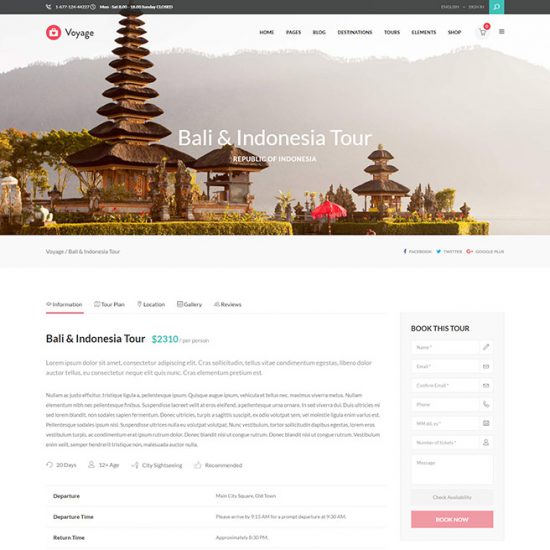 1-677-124-44227 Mon - Sat 8.00 - 18.00 Sunday CLOSED
ENGLISH SIGN IN
Voyage
HOME PAGES BLOG DESTINATIONS TOURS ELEMENTS SHOP 0
Bali & Indonesia Tour
REPUBLIC OF INDONESIA
Voyage / Bali & Indonesia Tour
FACEBOOK TWITTER GOOGLE PLUS
Information Tour Plan Location Gallery Reviews
Bali & Indonesia Tour $2310 / per person
Lorem ipsum dolor sit amet, consectetur adipiscing elit. Cras sollicitudin, tellus vitae condimentum egestas, libero dolor auctor tellus, eu consectetur neque elit quis nunc. Cras elementum pretium est.
Nullam ac justo efficitur, tristique ligula a, pellentesque ipsum. Quisque augue ipsum, vehicula et tellus nec, maximus viverra metus. Nullam
elementum nibh nec pellentesque finibus. Suspendisse laoreet velit at eros eleifend, a pellentesque urna ornare. In sed viverra dui. Duis ultricies mi
sed lorem blandit, non sodales sapien fermentum. Donec ultricies, turpis a sagittis suscipit, ex odio volutpat sem, vel molestie ligula enim varius est.
Pellentesque sodales ipsum sed enim, sollicitudin ut ultricies est volutpat. Nunc vestibulum, tortor condimentum aliquet mollis, metus ligula egestas
turpis, ac condimentum erat ipsum rutrum dolor. Donec blandit nisl ut congue rutrum. Donec blandit nisl ut congue rutrum. Vestibulum enim
velit, semper hendrerit tristique non, malesuada auctor nulla.
20 Days 12+ Age City Sightseeing Recommended
Departure Main City Square, Old Town
Departure Time Please arrive by 9:15 AM for a prompt departure at 9:30 AM.
Return Time Approximately 8:30 PM.
BOOK THIS TOUR
Name *
Email *
Confirm Email *
Phone
MM dd, yy *
Number of tickets *
Message
Check Availability
BOOK NOW